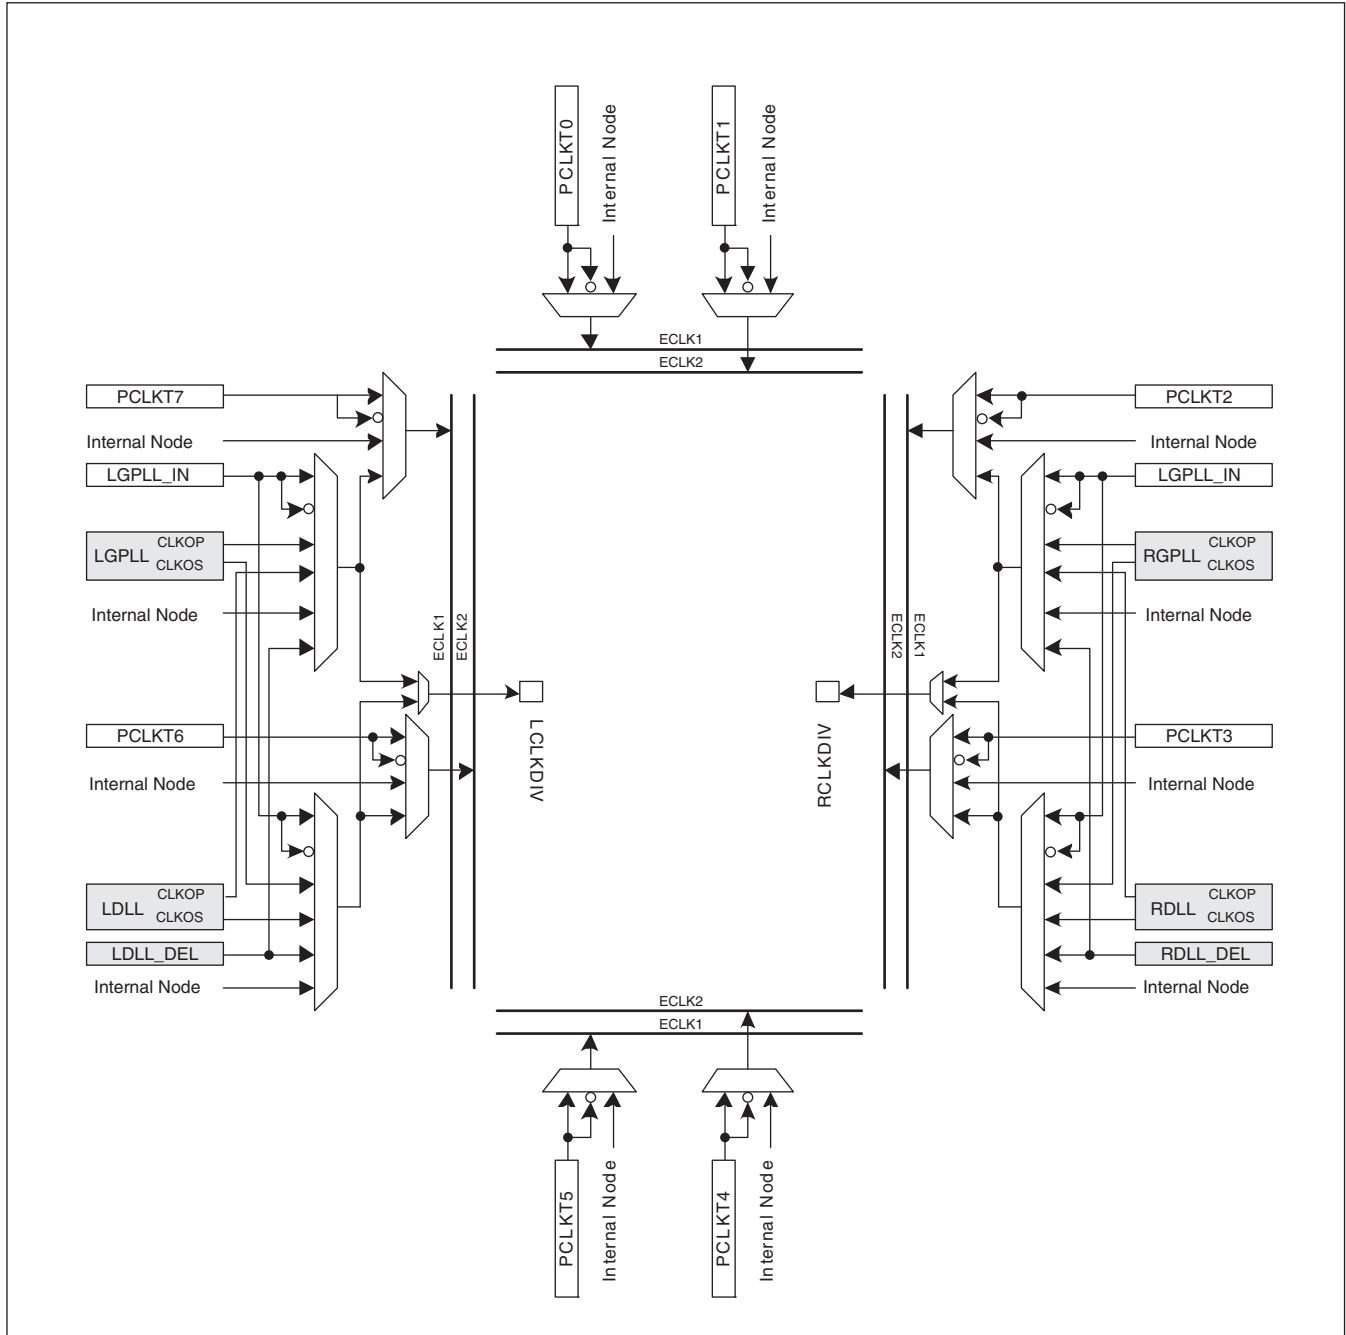 PCLKT0
Internal Node
PCLKT1
Internal Node
ECLK1
ECLK2
PCLKT7
Internal Node
LGPLL_IN
LGPLL
CLKOP
CLKOS
Internal Node
PCLKT6
Internal Node
LDLL
CLKOP
CLKOS
LDLL_DEL
Internal Node
ECLK1
ECLK2
LCLKDIV
RCLKDIV
ECLK2
ECLK1
PCLKT2
Internal Node
LGPLL_IN
RGPLL
CLKOP
CLKOS
Internal Node
PCLKT3
Internal Node
RDLL
CLKOP
CLKOS
RDLL_DEL
Internal Node
ECLK2
ECLK1
PCLKT5
Internal Node
PCLKT4
Internal Node